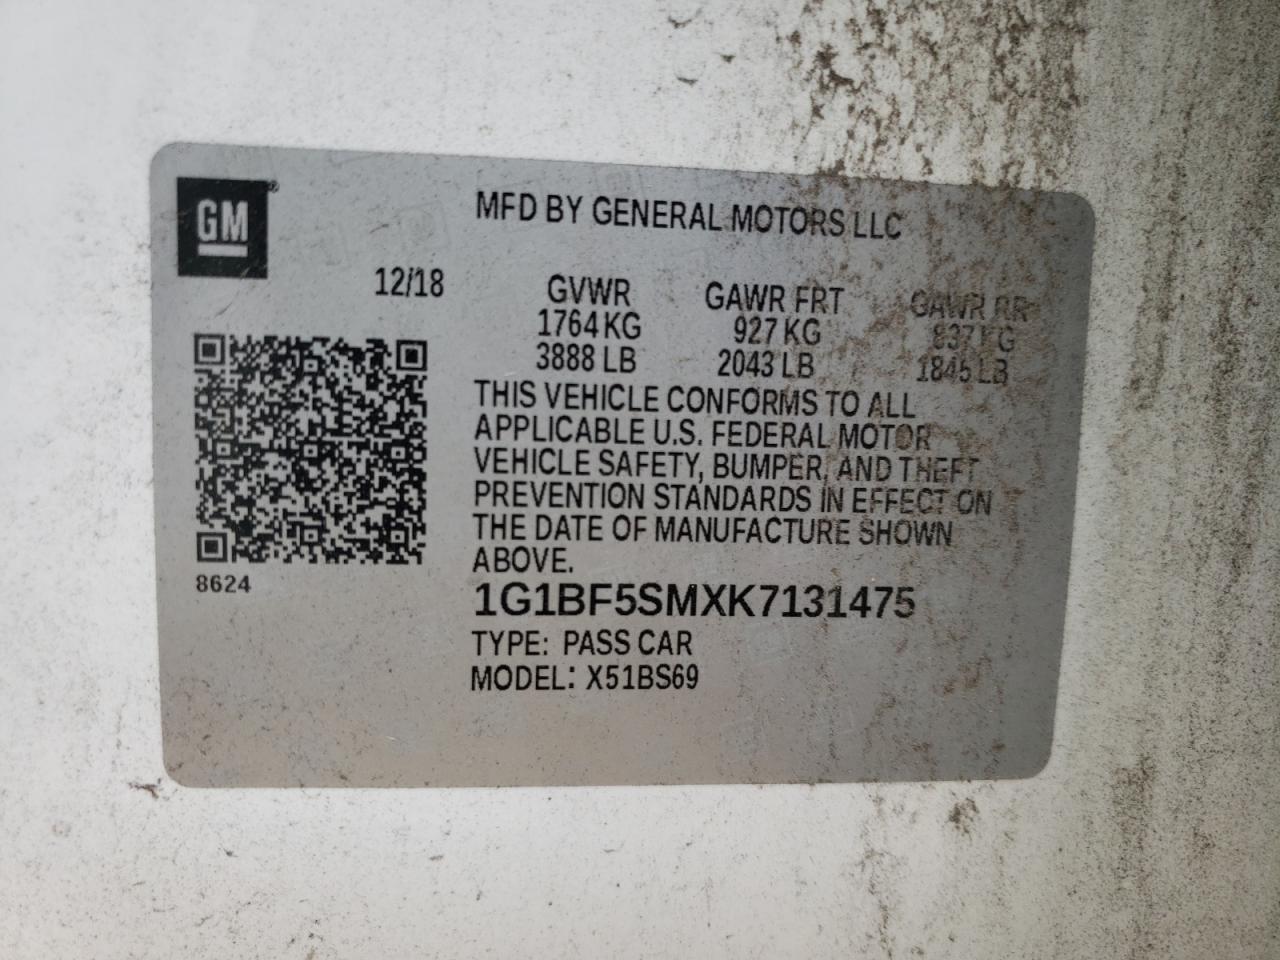 GM
MFD BY GENERAL MOTORS LLC
12/18
GVWR GAWR FRT GAWR RR
1764 KG 927 KG 837 KG
3888 LB 2043 LB 1845 LB
THIS VEHICLE CONFORMS TO ALL
APPLICABLE U.S. FEDERAL MOTOR
VEHICLE SAFETY, BUMPER, AND THEFT
PREVENTION STANDARDS IN EFFECT ON
THE DATE OF MANUFACTURE SHOWN
ABOVE.
8624
1G1BF5SMXK7131475
TYPE: PASS CAR
MODEL: X51BS69